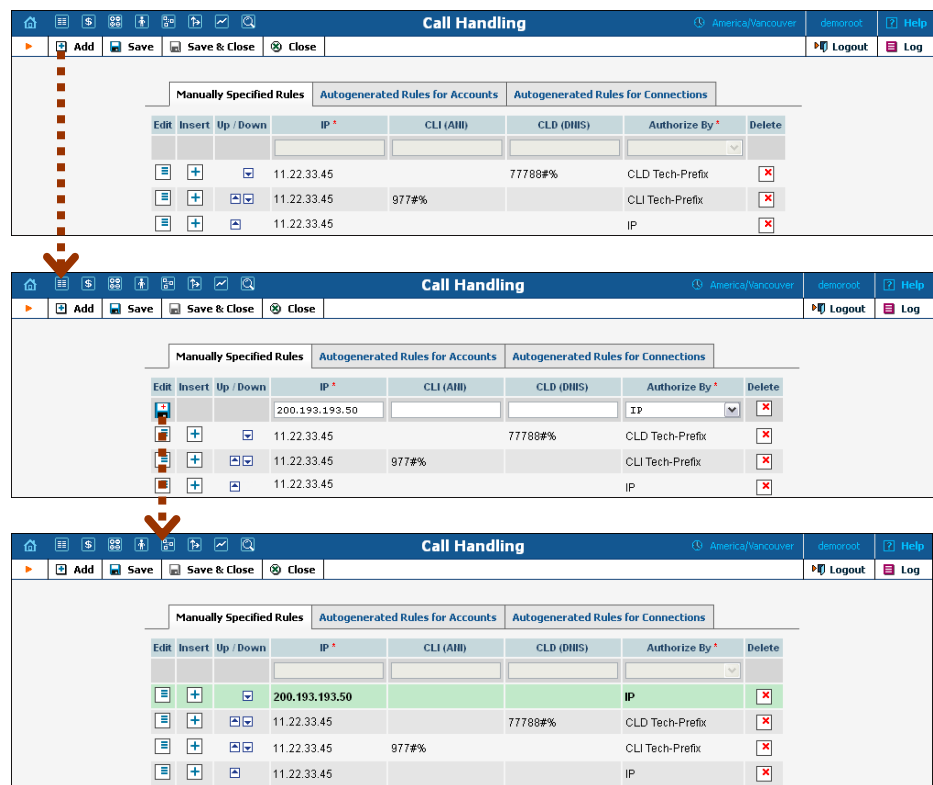 Call Handling America/Vancouver demoroot ? Help
Add Save Save & Close Close Logout Log
Manually Specified Rules Autogenerated Rules for Accounts Autogenerated Rules for Connections
Edit Insert Up / Down IP * CLI (ANI) CLD (DNIS) Authorize By * Delete
11.22.33.45 77788#% CLD Tech-Prefix
11.22.33.45 977#% CLI Tech-Prefix
11.22.33.45 IP
Call Handling America/Vancouver demoroot ? Help
Add Save Save & Close Close Logout Log
Manually Specified Rules Autogenerated Rules for Accounts Autogenerated Rules for Connections
Edit Insert Up / Down IP * CLI (ANI) CLD (DNIS) Authorize By * Delete
200.193.193.50 IP
11.22.33.45 77788#% CLD Tech-Prefix
11.22.33.45 977#% CLI Tech-Prefix
11.22.33.45 IP
Call Handling America/Vancouver demoroot ? Help
Add Save Save & Close Close Logout Log
Manually Specified Rules Autogenerated Rules for Accounts Autogenerated Rules for Connections
Edit Insert Up / Down IP * CLI (ANI) CLD (DNIS) Authorize By * Delete
200.193.193.50 IP
11.22.33.45 77788#% CLD Tech-Prefix
11.22.33.45 977#% CLI Tech-Prefix
11.22.33.45 IP